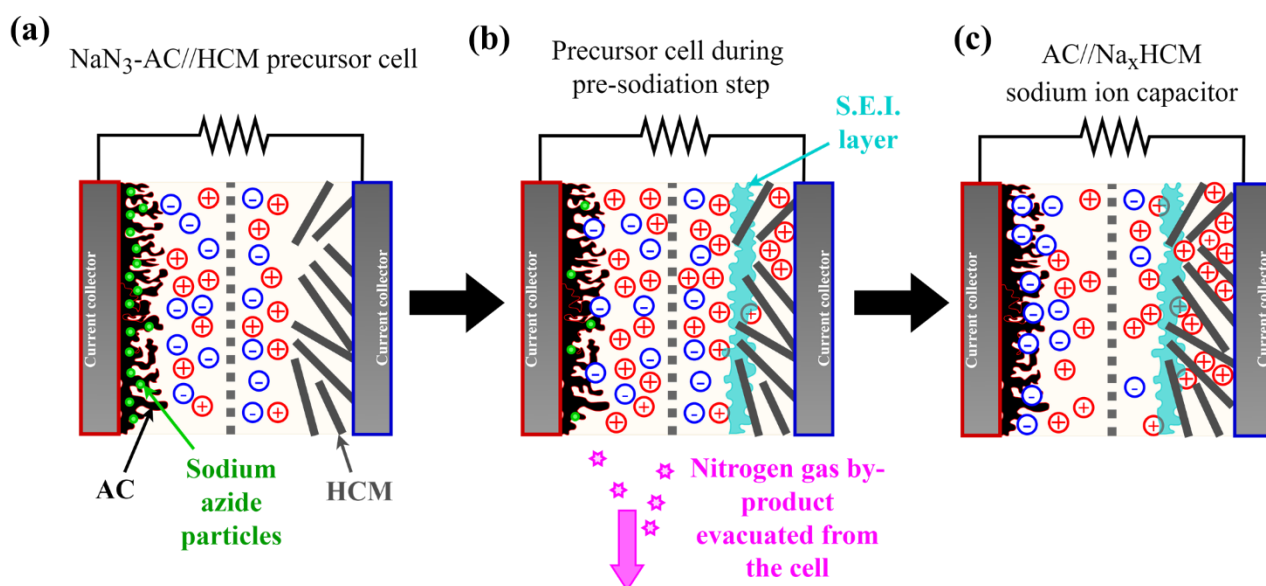 (a)
NaN₃-AC//HCM precursor cell
Current collector
Current collector
AC
Sodium
azide
particles
HCM
(b)
Precursor cell during
pre-sodiation step
S.E.I.
layer
Current collector
Current collector
Nitrogen gas by-
product
evacuated from
the cell
(c)
AC//NaₓHCM
sodium ion capacitor
Current collector
Current collector